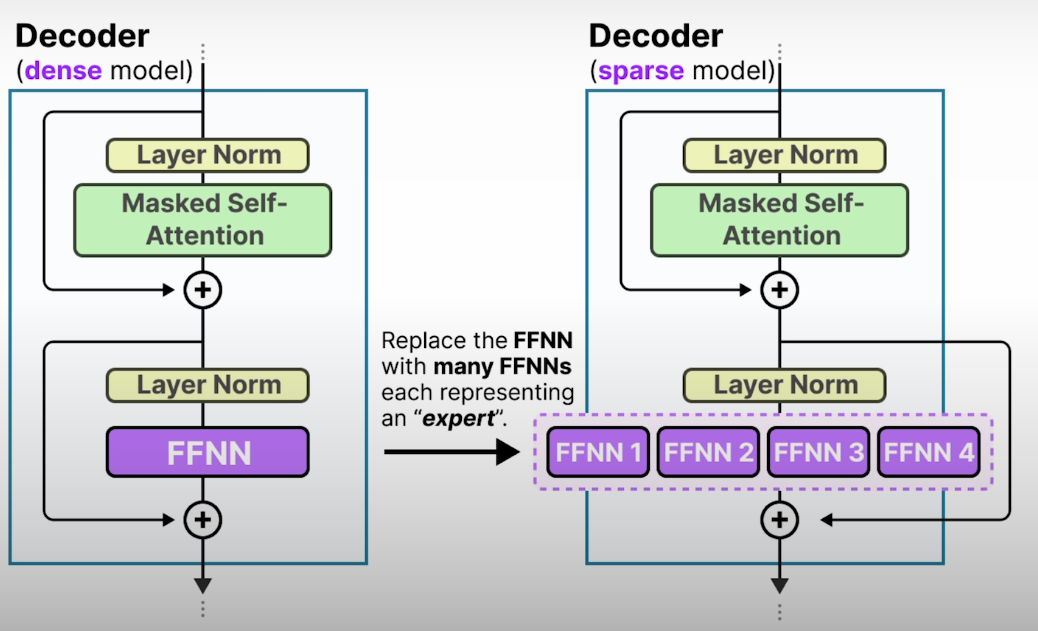 Decoder
(dense model)
Layer Norm
Masked Self-
Attention
+
Layer Norm
FFNN
+
Replace the FFNN
with many FFNNs
each representing
an “expert”.
Decoder
(sparse model)
Layer Norm
Masked Self-
Attention
+
Layer Norm
FFNN 1 FFNN 2 FFNN 3 FFNN 4
+